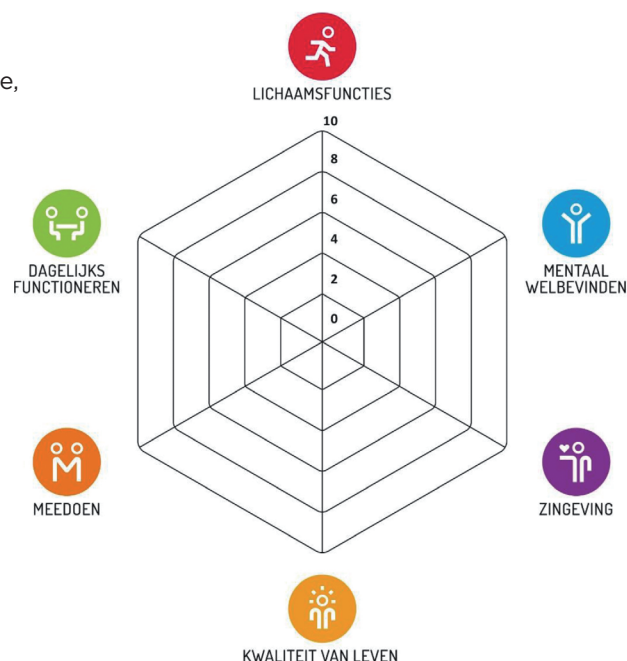 e,
LICHAAMSFUNCTIES
10
8
6
4
2
0
DAGELIJKS
FUNCTIONEREN
MENTAAL
WELBEVINDEN
MEEDOEN
ZINGEVING
KWALITEIT VAN LEVEN